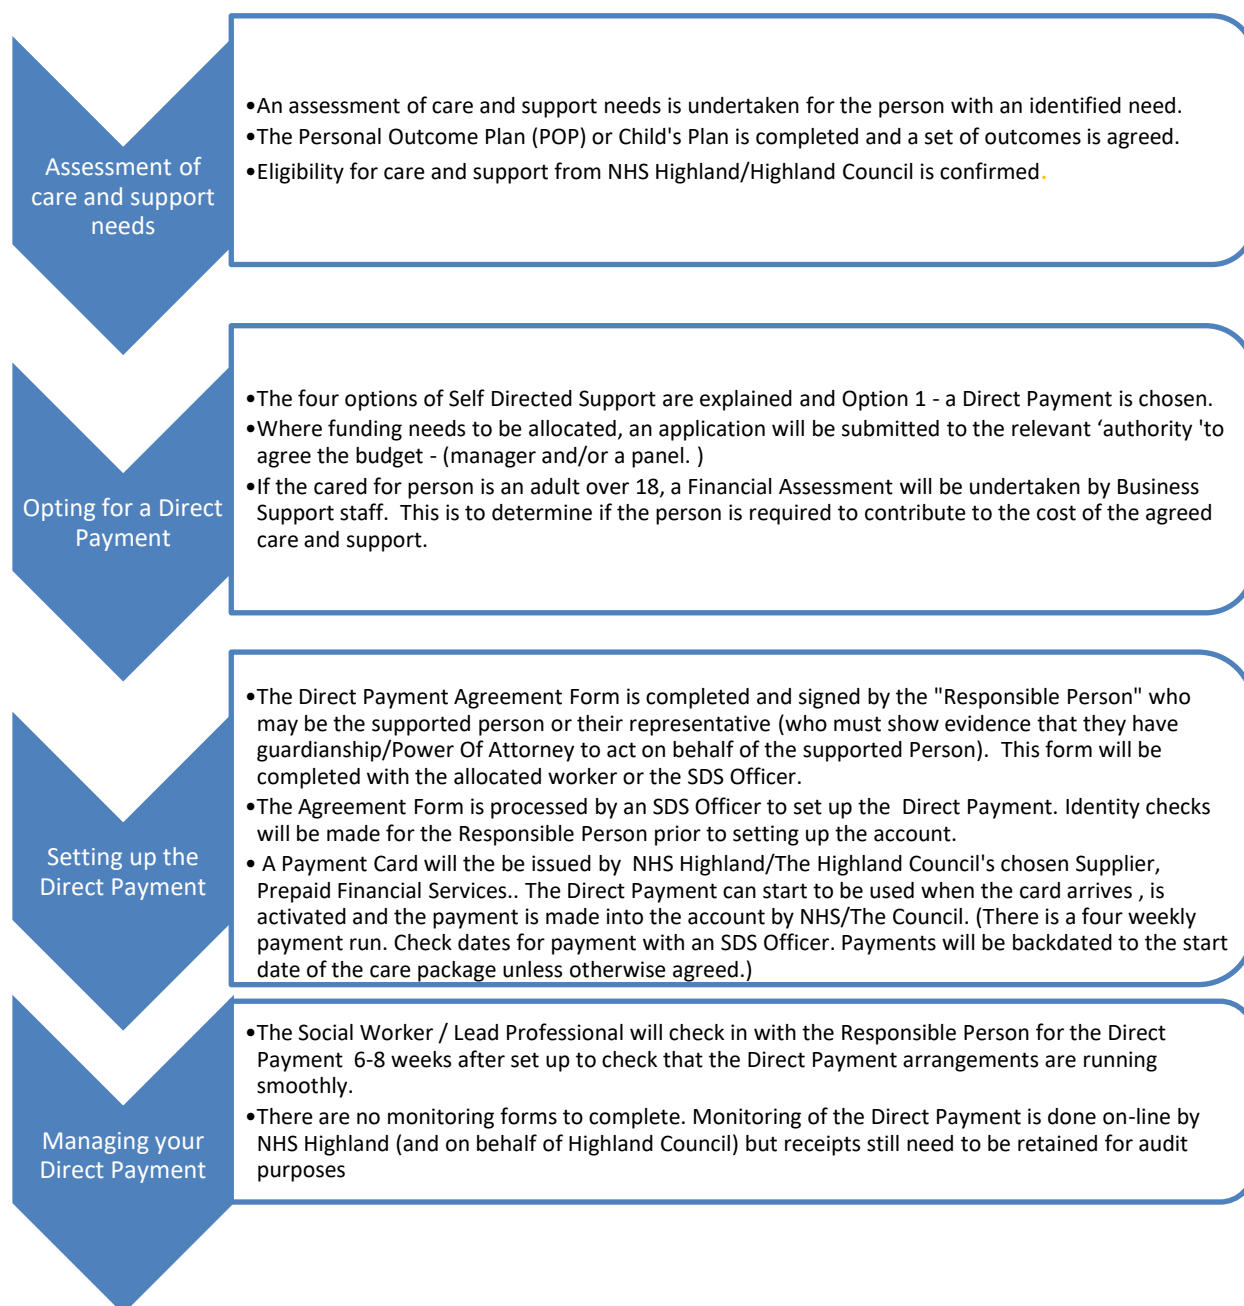 Assessment of
care and support
needs
•An assessment of care and support needs is undertaken for the person with an identified need.
•The Personal Outcome Plan (POP) or Child's Plan is completed and a set of outcomes is agreed.
•Eligibility for care and support from NHS Highland/Highland Council is confirmed.
Opting for a Direct
Payment
•The four options of Self Directed Support are explained and Option 1 - a Direct Payment is chosen.
•Where funding needs to be allocated, an application will be submitted to the relevant ‘authority 'to
agree the budget - (manager and/or a panel. )
•If the cared for person is an adult over 18, a Financial Assessment will be undertaken by Business
Support staff.  This is to determine if the person is required to contribute to the cost of the agreed
care and support.
Setting up the
Direct Payment
•The Direct Payment Agreement Form is completed and signed by the "Responsible Person" who
may be the supported person or their representative (who must show evidence that they have
guardianship/Power Of Attorney to act on behalf of the supported Person).  This form will be
completed with the allocated worker or the SDS Officer.
•The Agreement Form is processed by an SDS Officer to set up the  Direct Payment. Identity checks
will be made for the Responsible Person prior to setting up the account.
• A Payment Card will the be issued by  NHS Highland/The Highland Council's chosen Supplier,
Prepaid Financial Services.. The Direct Payment can start to be used when the card arrives , is
activated and the payment is made into the account by NHS/The Council. (There is a four weekly
payment run. Check dates for payment with an SDS Officer. Payments will be backdated to the start
date of the care package unless otherwise agreed.)
Managing your
Direct Payment
•The Social Worker / Lead Professional will check in with the Responsible Person for the Direct
Payment  6-8 weeks after set up to check that the Direct Payment arrangements are running
smoothly.
•There are no monitoring forms to complete. Monitoring of the Direct Payment is done on-line by
NHS Highland (and on behalf of Highland Council) but receipts still need to be retained for audit
purposes